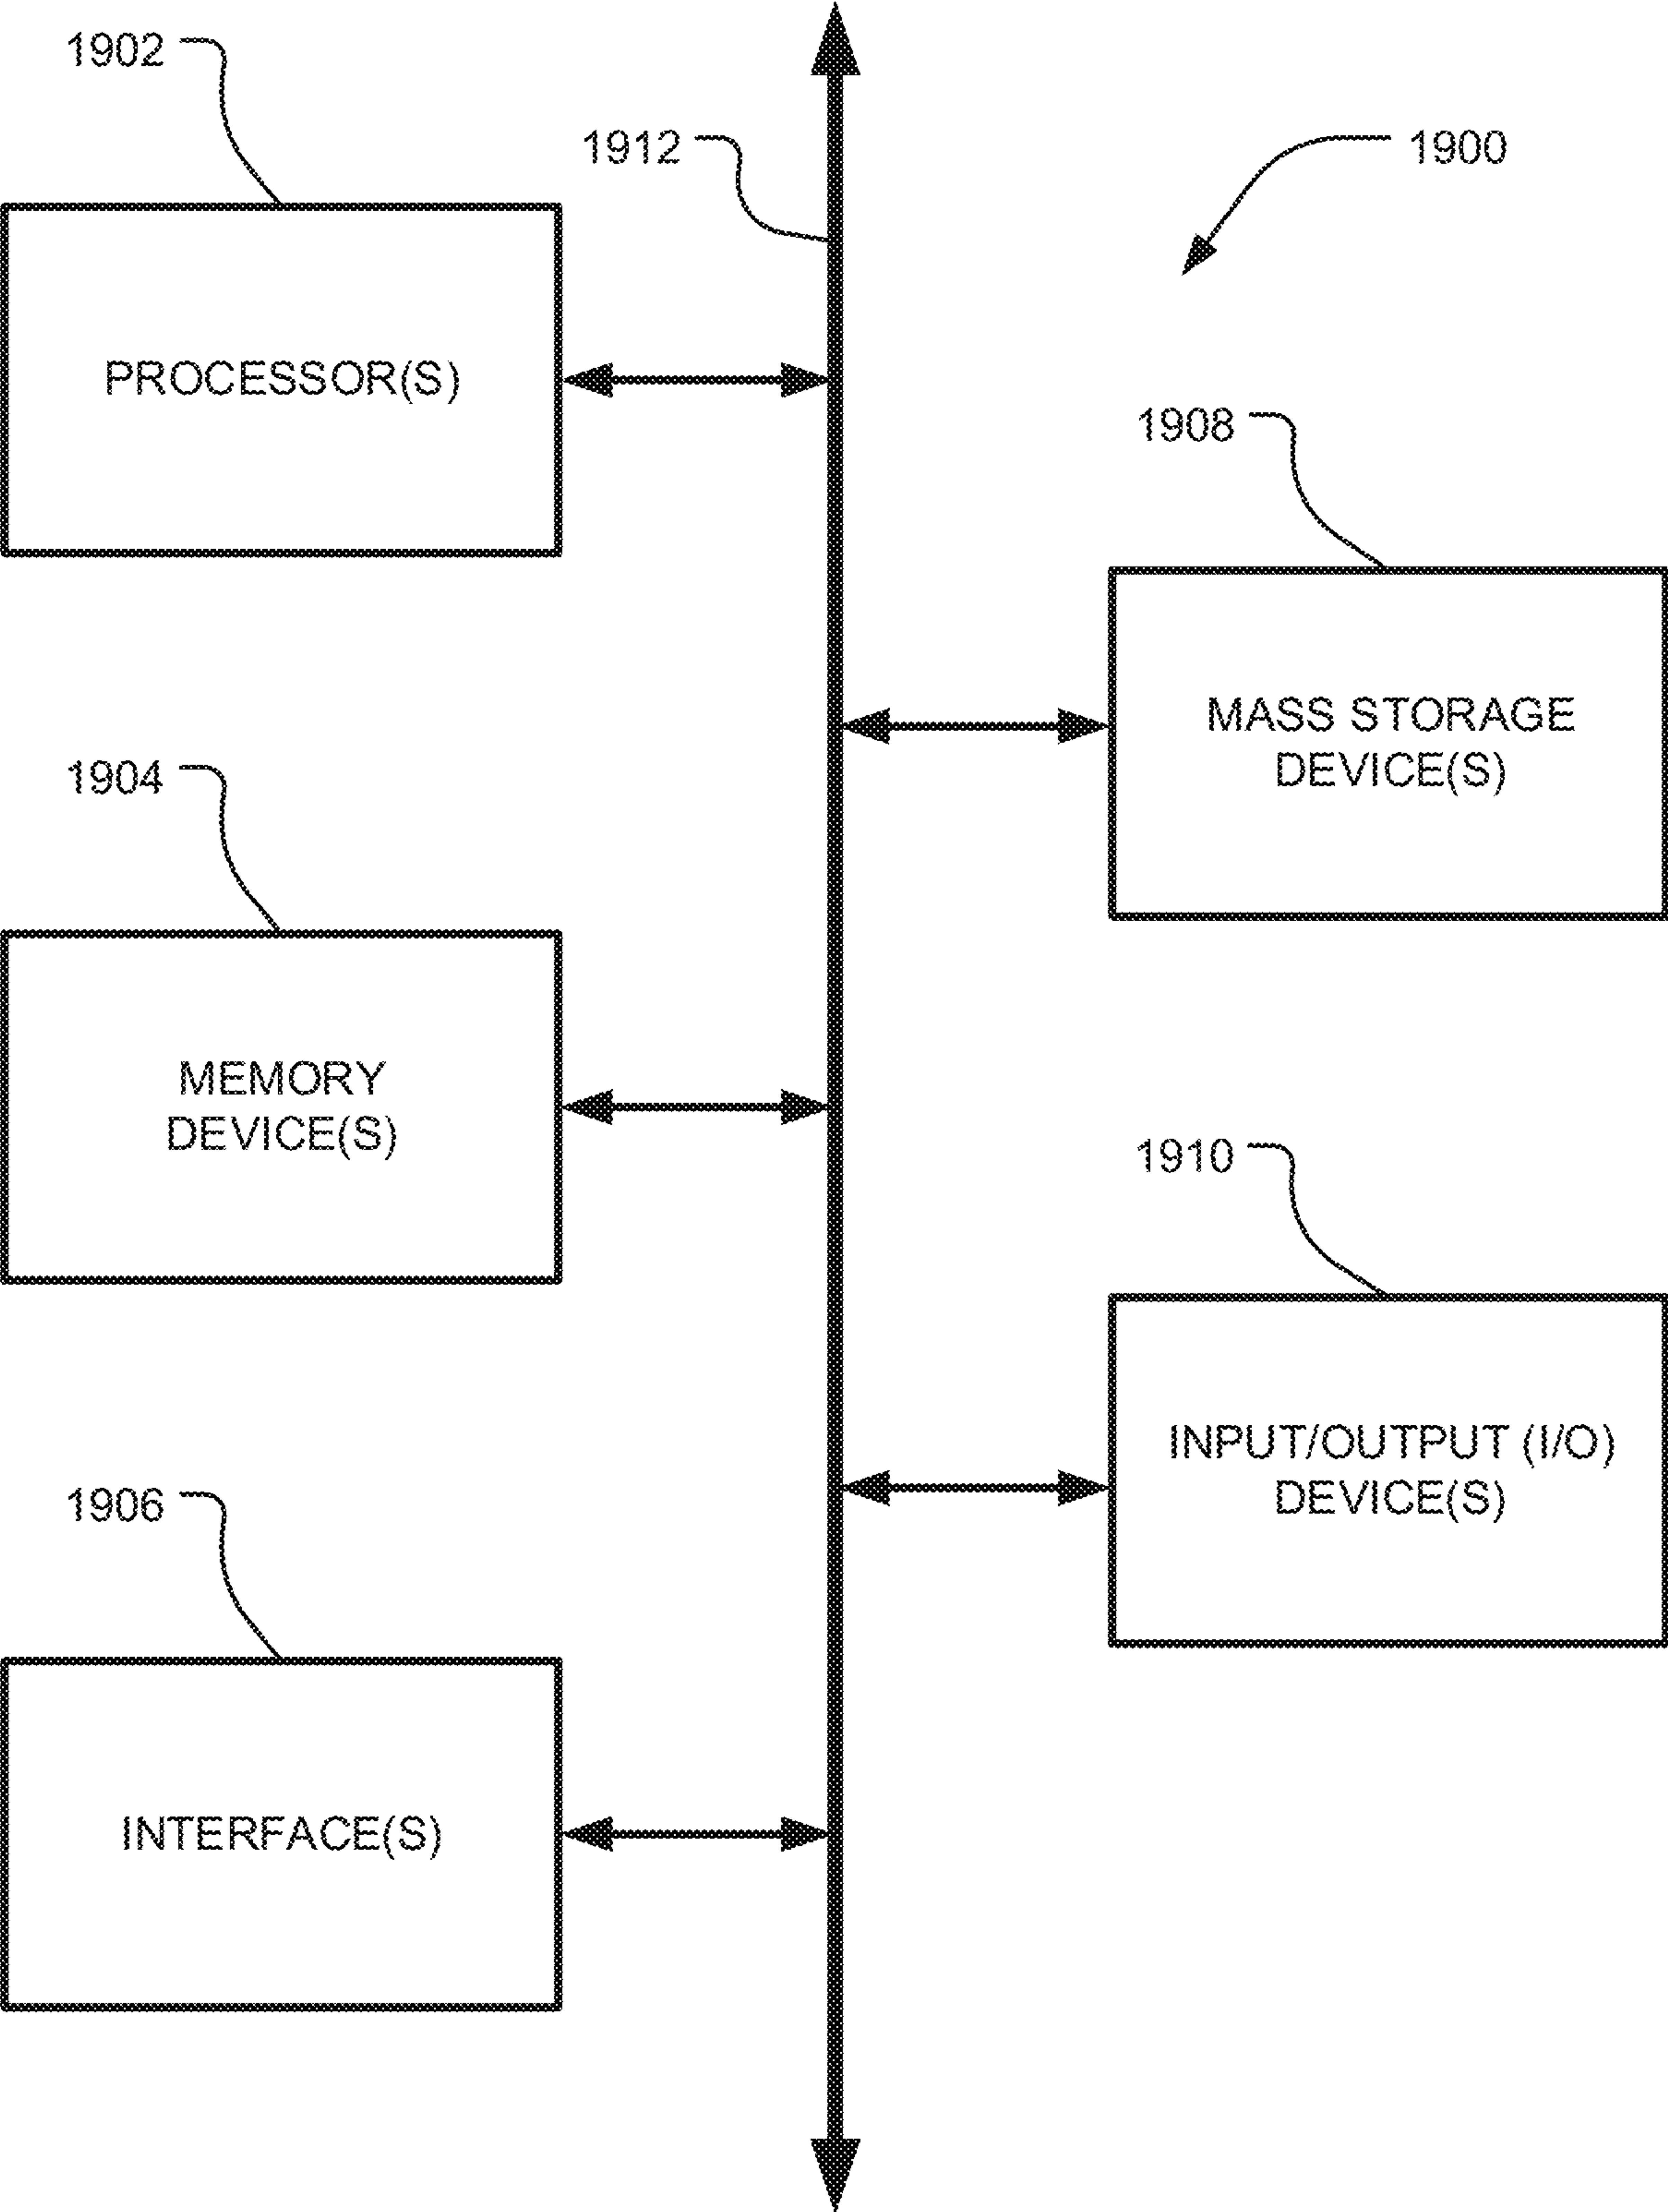 1902
1912
1900
PROCESSOR(S)
1908
MASS STORAGE
DEVICE(S)
1904
MEMORY
DEVICE(S)
1910
INPUT/OUTPUT (I/O)
DEVICE(S)
1906
INTERFACE(S)